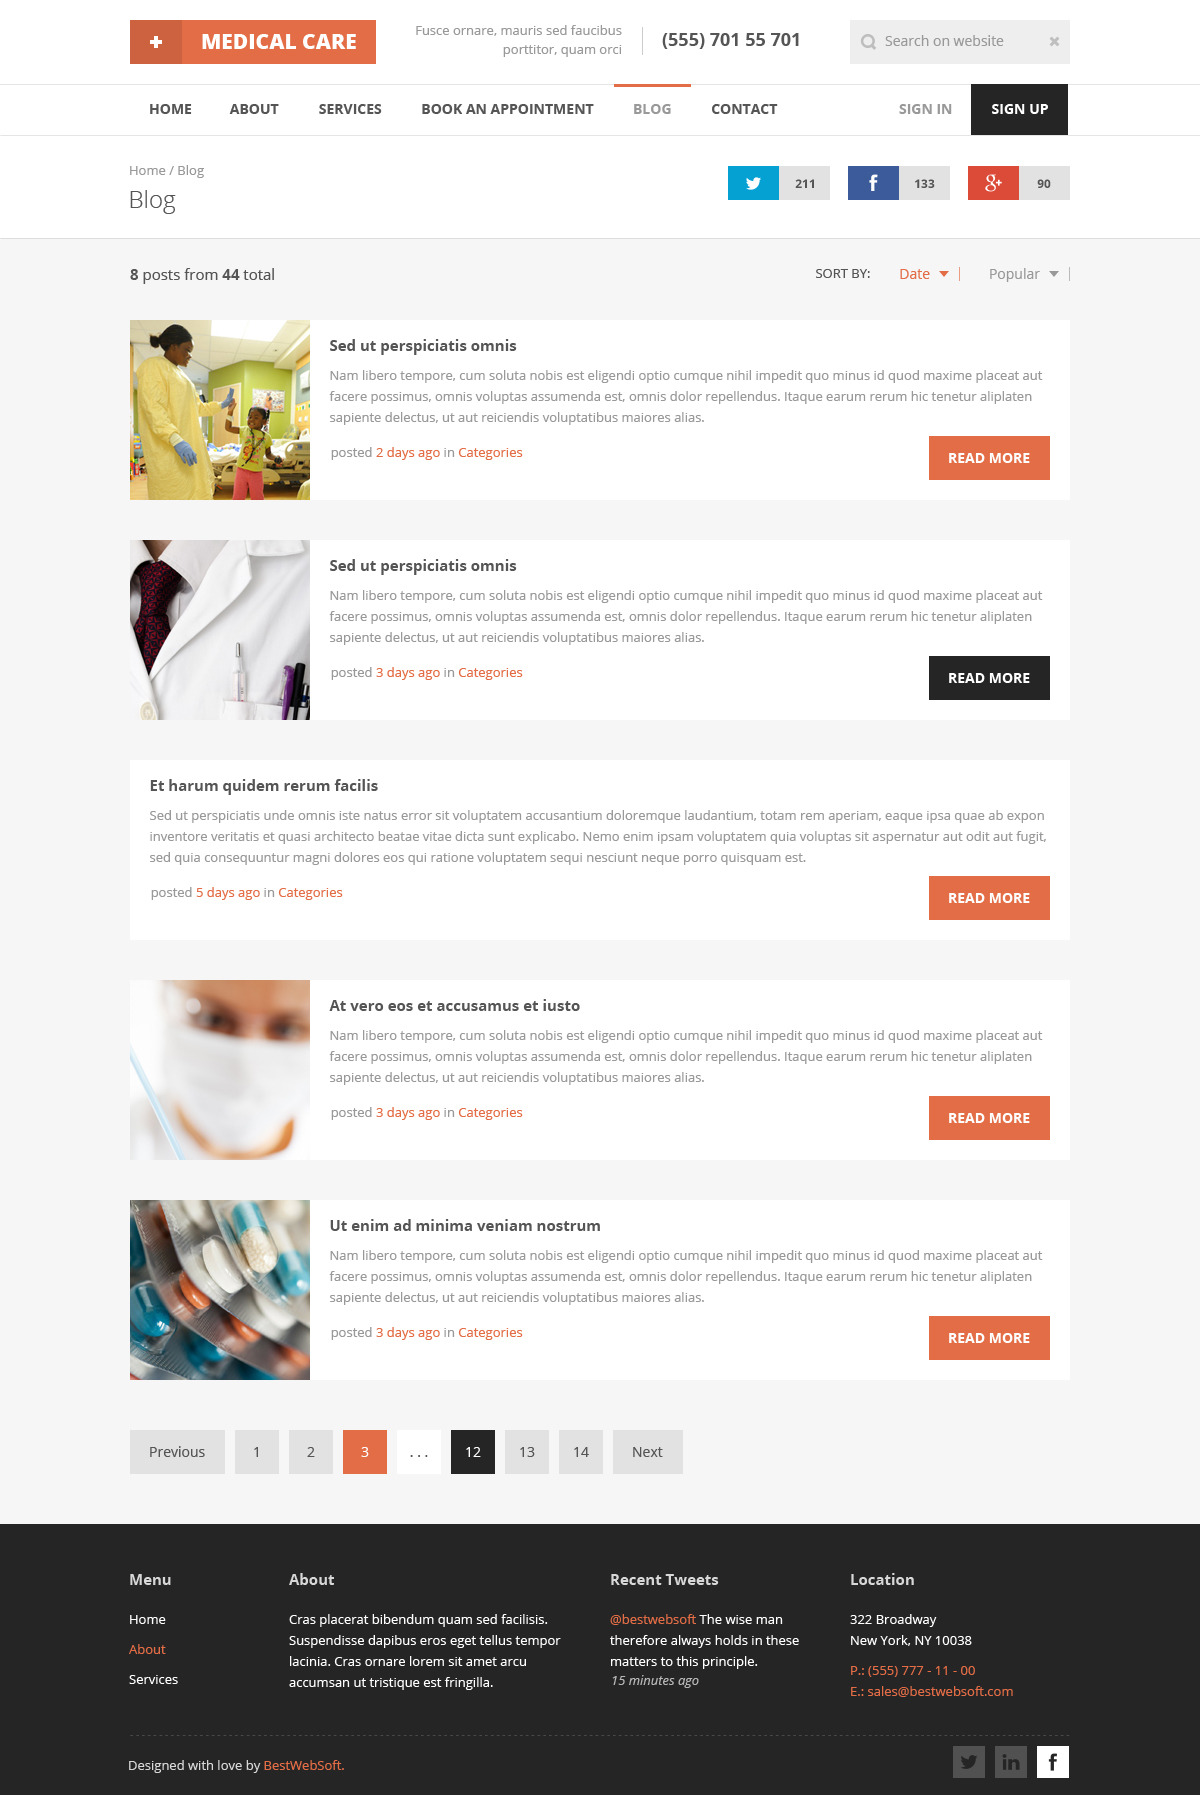 MEDICAL CARE
Fusce ornare, mauris sed faucibus
porttitor, quam orci
(555) 701 55 701
Search on website
HOME ABOUT SERVICES BOOK AN APPOINTMENT BLOG CONTACT SIGN IN SIGN UP
Home / Blog
Blog
211 133 90
8 posts from 44 total
SORT BY: Date Popular
Sed ut perspiciatis omnis
Nam libero tempore, cum soluta nobis est eligendi optio cumque nihil impedit quo minus id quod maxime placeat aut
facere possimus, omnis voluptas assumenda est, omnis dolor repellendus. Itaque earum rerum hic tenetur aliplaten
sapiente delectus, ut aut reiciendis voluptatibus maiores alias.
posted 2 days ago in Categories
READ MORE
Sed ut perspiciatis omnis
Nam libero tempore, cum soluta nobis est eligendi optio cumque nihil impedit quo minus id quod maxime placeat aut
facere possimus, omnis voluptas assumenda est, omnis dolor repellendus. Itaque earum rerum hic tenetur aliplaten
sapiente delectus, ut aut reiciendis voluptatibus maiores alias.
posted 3 days ago in Categories
READ MORE
Et harum quidem rerum facilis
Sed ut perspiciatis unde omnis iste natus error sit voluptatem accusantium doloremque laudantium, totam rem aperiam, eaque ipsa quae ab expon
inventore veritatis et quasi architecto beatae vitae dicta sunt explicabo. Nemo enim ipsam voluptatem quia voluptas sit aspernatur aut odit aut fugit,
sed quia consequuntur magni dolores eos qui ratione voluptatem sequi nesciunt neque porro quisquam est.
posted 5 days ago in Categories
READ MORE
At vero eos et accusamus et iusto
Nam libero tempore, cum soluta nobis est eligendi optio cumque nihil impedit quo minus id quod maxime placeat aut
facere possimus, omnis voluptas assumenda est, omnis dolor repellendus. Itaque earum rerum hic tenetur aliplaten
sapiente delectus, ut aut reiciendis voluptatibus maiores alias.
posted 3 days ago in Categories
READ MORE
Ut enim ad minima veniam nostrum
Nam libero tempore, cum soluta nobis est eligendi optio cumque nihil impedit quo minus id quod maxime placeat aut
facere possimus, omnis voluptas assumenda est, omnis dolor repellendus. Itaque earum rerum hic tenetur aliplaten
sapiente delectus, ut aut reiciendis voluptatibus maiores alias.
posted 3 days ago in Categories
READ MORE
Previous 1 2 3 ... 12 13 14 Next
Menu
Home
About
Services
About
Cras placerat bibendum quam sed facilisis.
Suspendisse dapibus eros eget tellus tempor
lacinia. Cras ornare lorem sit amet arcu
accumsan ut tristique est fringilla.
Recent Tweets
@bestwebsoft The wise man
therefore always holds in these
matters to this principle.
15 minutes ago
Location
322 Broadway
New York, NY 10038
P.: (555) 777 - 11 - 00
E.: sales@bestwebsoft.com
Designed with love by BestWebSoft.